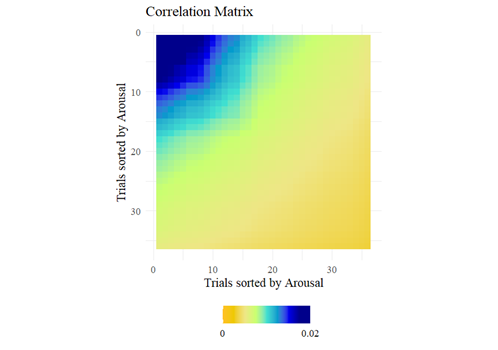 Correlation Matrix
0
10
20
30
Trials sorted by Arousal
0 10 20 30
Trials sorted by Arousal
0 0.02